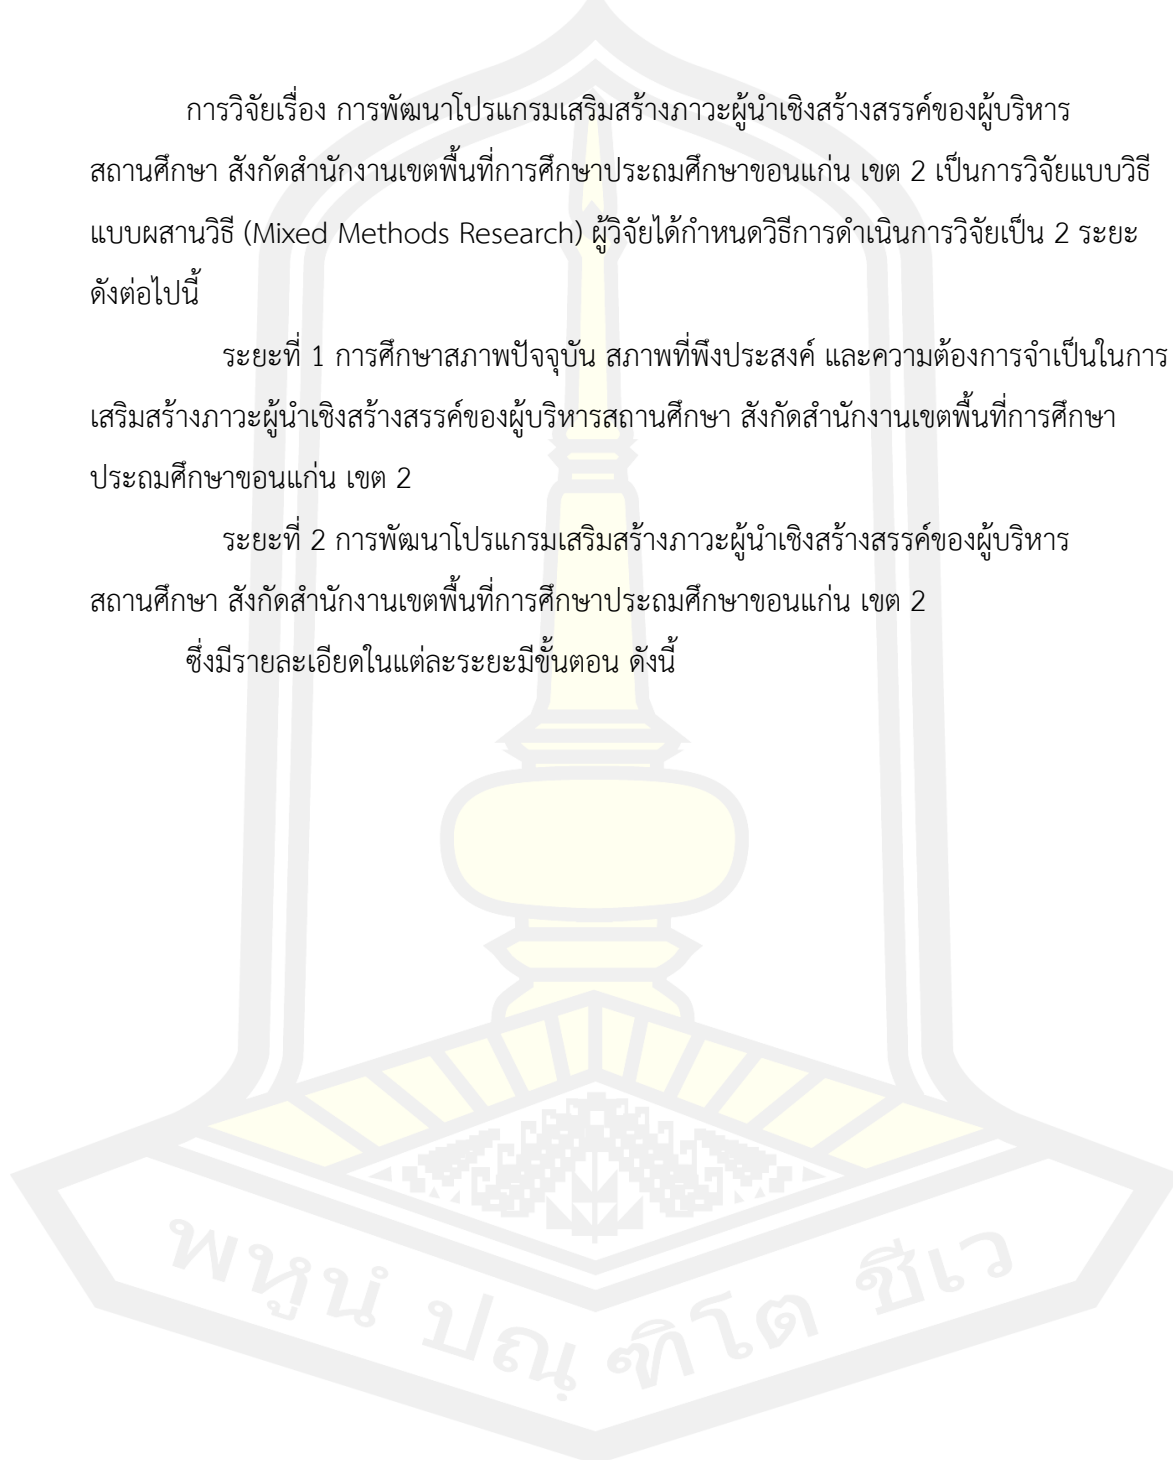 การวิจัยเรื่อง การพัฒนาโปรแกรมเสริมสร้างภาวะผู้นำเชิงสร้างสรรค์ของผู้บริหาร
สถานศึกษา สังกัดสำนักงานเขตพื้นที่การศึกษาประถมศึกษาขอนแก่น เขต 2 เป็นการวิจัยแบบวิธี
แบบผสานวิธี (Mixed Methods Research) ผู้วิจัยได้กำหนดวิธีการดำเนินการวิจัยเป็น 2 ระยะ
ดังต่อไปนี้
ระยะที่ 1 การศึกษาสภาพปัจจุบัน สภาพที่พึงประสงค์ และความต้องการจำเป็นในการ
เสริมสร้างภาวะผู้นำเชิงสร้างสรรค์ของผู้บริหารสถานศึกษา สังกัดสำนักงานเขตพื้นที่การศึกษา
ประถมศึกษาขอนแก่น เขต 2
ระยะที่ 2 การพัฒนาโปรแกรมเสริมสร้างภาวะผู้นำเชิงสร้างสรรค์ของผู้บริหาร
สถานศึกษา สังกัดสำนักงานเขตพื้นที่การศึกษาประถมศึกษาขอนแก่น เขต 2
ซึ่งมีรายละเอียดในแต่ละระยะมีขั้นตอน ดังนี้
พหูนํ ปณฺฑิโต ชีเว